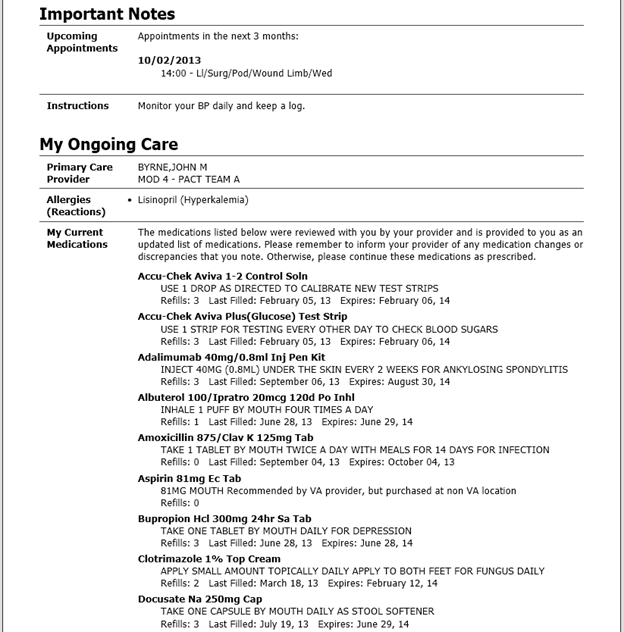 Important Notes
Upcoming Appointments
Appointments in the next 3 months:
10/02/2013
14:00 - Ll/Surg/Pod/Wound Limb/Wed
Instructions
Monitor your BP daily and keep a log.
My Ongoing Care
Primary Care Provider
BYRNE,JOHN M
MOD 4 - PACT TEAM A
Allergies (Reactions)
• Lisinopril (Hyperkalemia)
My Current Medications
The medications listed below were reviewed with you by your provider and is provided to you as an
updated list of medications. Please remember to inform your provider of any medication changes or
discrepancies that you note. Otherwise, please continue these medications as prescribed.
Accu-Chek Aviva 1-2 Control Soln
USE 1 DROP AS DIRECTED TO CALIBRATE NEW TEST STRIPS
Refills: 3 Last Filled: February 05, 13 Expires: February 06, 14
Accu-Chek Aviva Plus(Glucose) Test Strip
USE 1 STRIP FOR TESTING EVERY OTHER DAY TO CHECK BLOOD SUGARS
Refills: 3 Last Filled: February 05, 13 Expires: February 06, 14
Adalimumab 40mg/0.8ml Inj Pen Kit
INJECT 40MG (0.8ML) UNDER THE SKIN EVERY 2 WEEKS FOR ANKYLOSING SPONDYLITIS
Refills: 3 Last Filled: September 06, 13 Expires: August 30, 14
Albuterol 100/Ipratro 20mcg 120d Po Inhl
INHALE 1 PUFF BY MOUTH FOUR TIMES A DAY
Refills: 1 Last Filled: June 28, 13 Expires: June 29, 14
Amoxicillin 875/Clav K 125mg Tab
TAKE 1 TABLET BY MOUTH TWICE A DAY WITH MEALS FOR 14 DAYS FOR INFECTION
Refills: 0 Last Filled: September 04, 13 Expires: October 04, 13
Aspirin 81mg Ec Tab
81MG MOUTH Recommended by VA provider, but purchased at non VA location
Refills: 0
Bupropion Hcl 300mg 24hr Sa Tab
TAKE ONE TABLET BY MOUTH DAILY FOR DEPRESSION
Refills: 3 Last Filled: June 28, 13 Expires: June 28, 14
Clotrimazole 1% Top Cream
APPLY SMALL AMOUNT TOPICALLY DAILY APPLY TO BOTH FEET FOR FUNGUS DAILY
Refills: 2 Last Filled: March 18, 13 Expires: February 12, 14
Docusate Na 250mg Cap
TAKE ONE CAPSULE BY MOUTH DAILY AS STOOL SOFTENER
Refills: 3 Last Filled: July 19, 13 Expires: June 29, 14